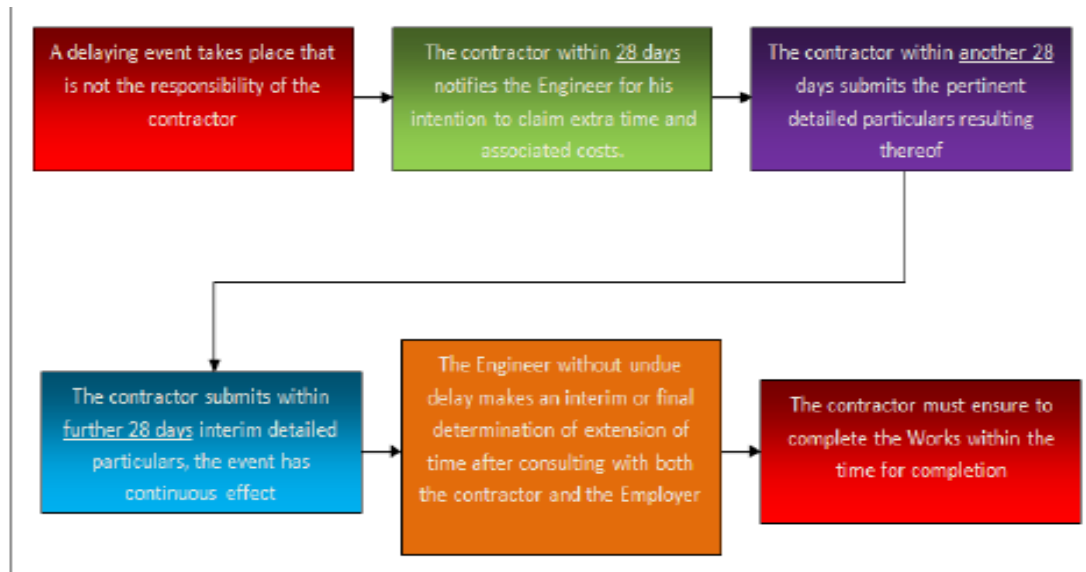 A delaying event takes place that
is not the responsibility of the
contractor
The contractor within 28 days
notifies the Engineer for his
intention to claim extra time and
associated costs.
The contractor within another 28
days submits the pertinent
detailed particulars resulting
thereof
The contractor submits within
further 28 days interim detailed
particulars, the event has
continuous effect
The Engineer without undue
delay makes an interim or final
determination of extension of
time after consulting with both
the contractor and the Employer
The contractor must ensure to
complete the Works within the
time for completion